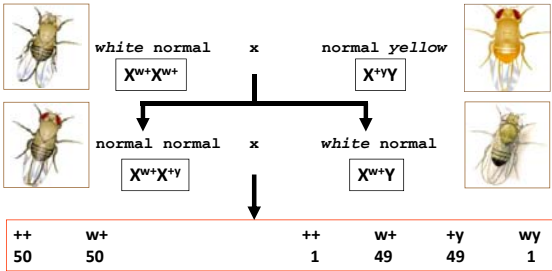 white normal x normal yellow
Xw+Xw+ X+yY
normal normal x white normal
Xw+X+y Xw+Y
++ w+ ++ w+ +y wy
50 50 1 49 49 1